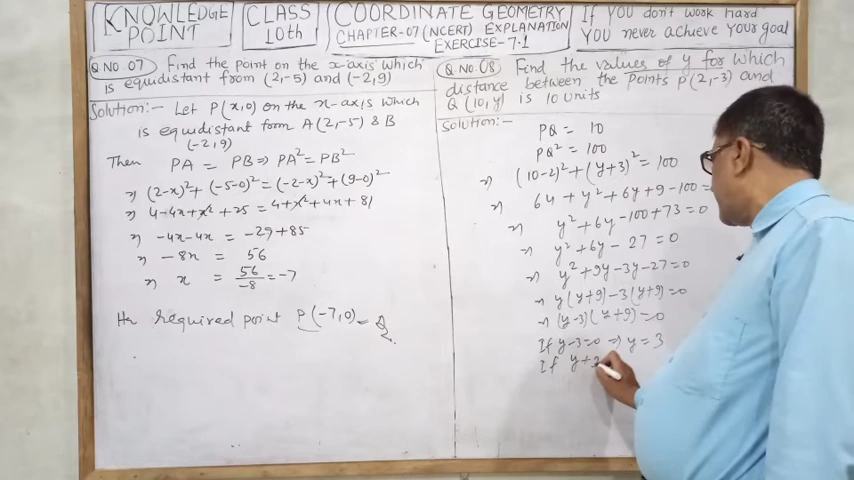 KNOWLEDGE POINT
CLASS 10th
COORDINATE GEOMETRY
CHAPTER-07 (NCERT) EXPLANATION
EXERCISE-7.1
If YOU don't work hard
YOU never achieve your goal
Q NO 07) Find the point on the x-axis which
is equidistant from (2,-5) and (-2,9)
Solution:- Let P(x,0) on the x-axis which
is equidistant form A(2,-5) & B
(-2,9)
Then PA = PB ⇒ PA² = PB²
⇒ (2-x)² + (-5-0)² = (-2-x)² + (9-0)²
⇒ 4-4x+x²+25 = 4+x²+4x+81
⇒ -4x-4x = -29+85
⇒ -8x = 56
⇒ x = 56/-8 = -7
required point P(-7,0)
Q.No.08) Find the values of y for which
distance between the points P(2,-3) and
Q (10,y) is 10 Units
Solution:-
PQ = 10
PQ² = 100
⇒ (10-2)² + (y+3)² = 100
⇒ 64 + y² + 6y + 9 - 100 =
⇒ y² + 6y - 100 + 73 = 0
⇒ y² + 6y - 27 = 0
⇒ y² + 9y - 3y - 27 = 0
⇒ y(y+9) - 3(y+9) = 0
⇒ (y-3)(y+9) = 0
If y-3=0 ⇒ y = 3
If y+